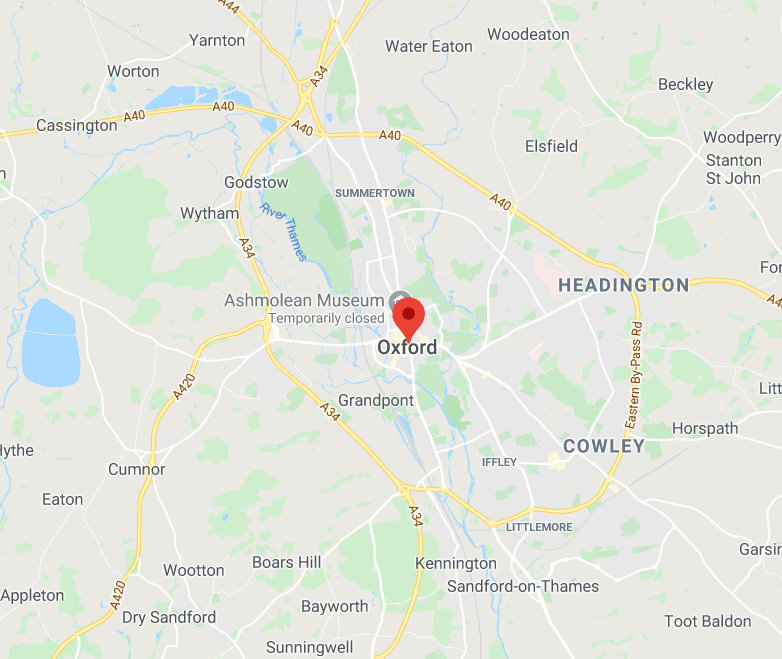 A44
Yarnton
Water Eaton
Woodeaton
Worton
A34
Beckley
A40
A40
Cassington
A40
A40
Elsfield
Woodperry
Stanton
St John
Godstow
SUMMERTOWN
A40
Wytham
River Thames
A34
HEADINGTON
For
A4
Ashmolean Museum
Temporarily closed
Oxford
Eastern By-Pass Rd
A420
Grandpont
A34
Litt
Horspath
COWLEY
Hythe
Cumnor
IFFLEY
Eaton
A34
LITTLEMORE
Garsin
Boars Hill
Kennington
Wootton
Sandford-on-Thames
Appleton
A420
Bayworth
Dry Sandford
Toot Baldon
Sunningwell